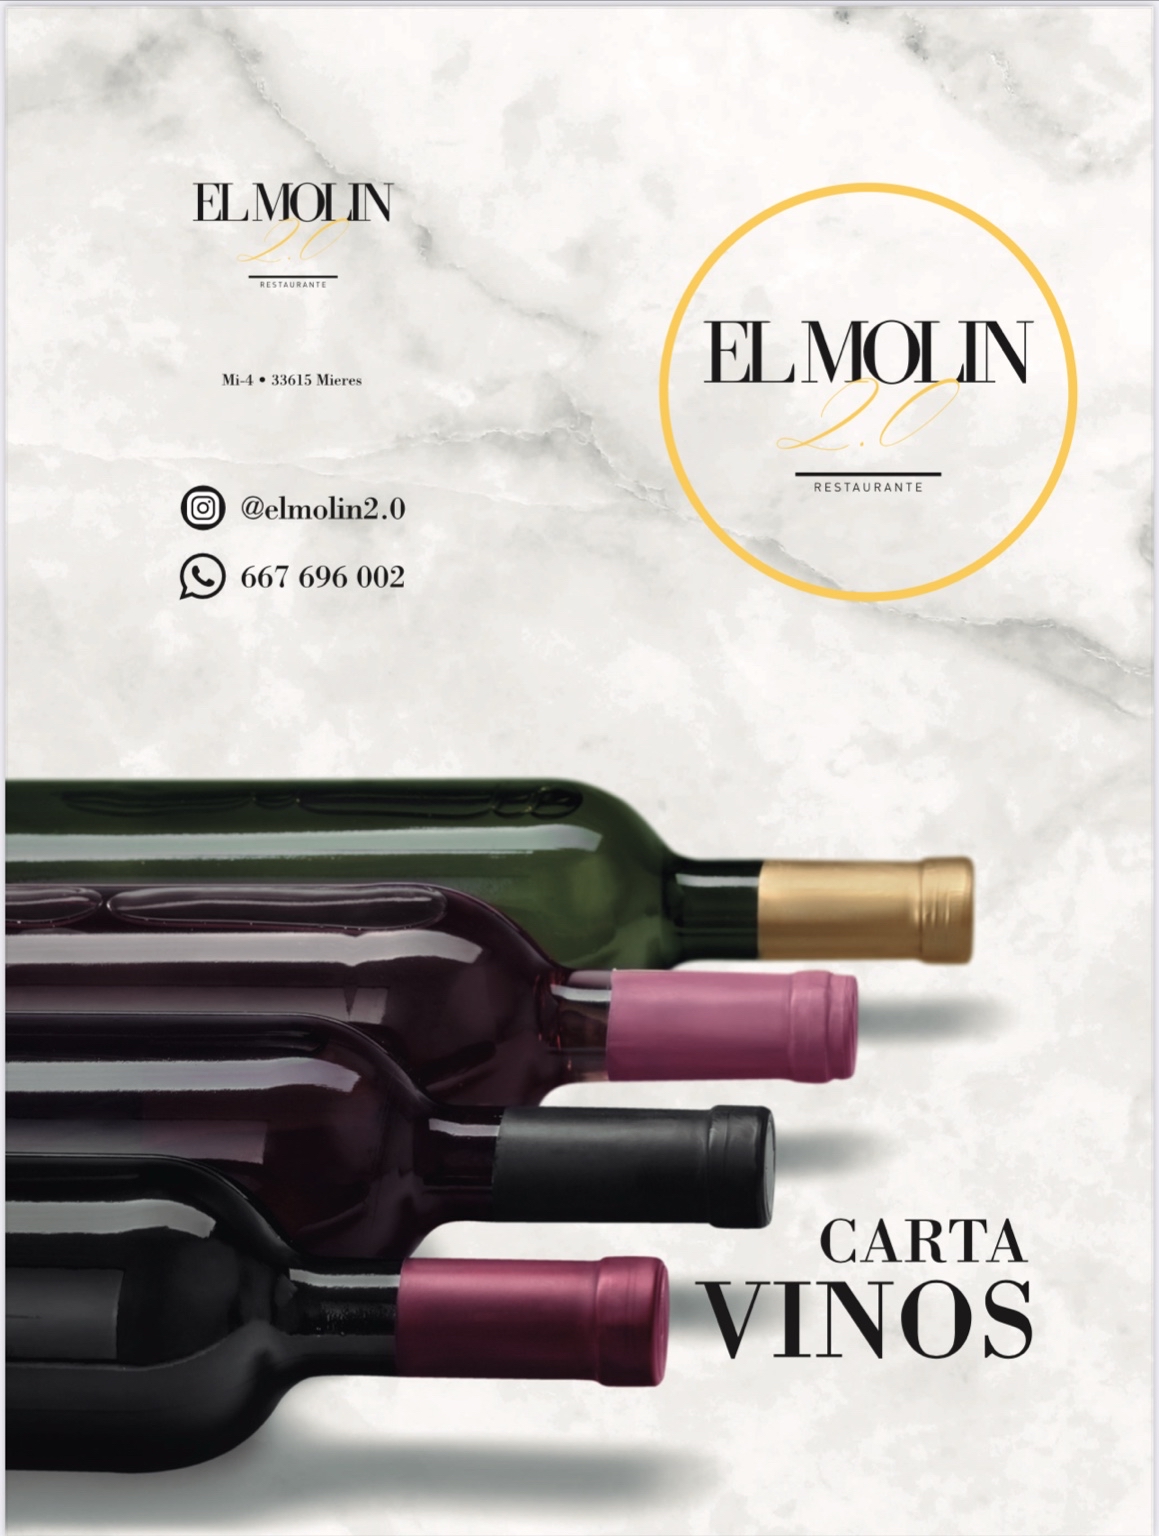 EL MOLIN
2.0
RESTAURANTE
Mi-4 • 33615 Mieres
@elmolin2.0
667 696 002
EL MOLIN
2.0
RESTAURANTE
CARTA
VINOS